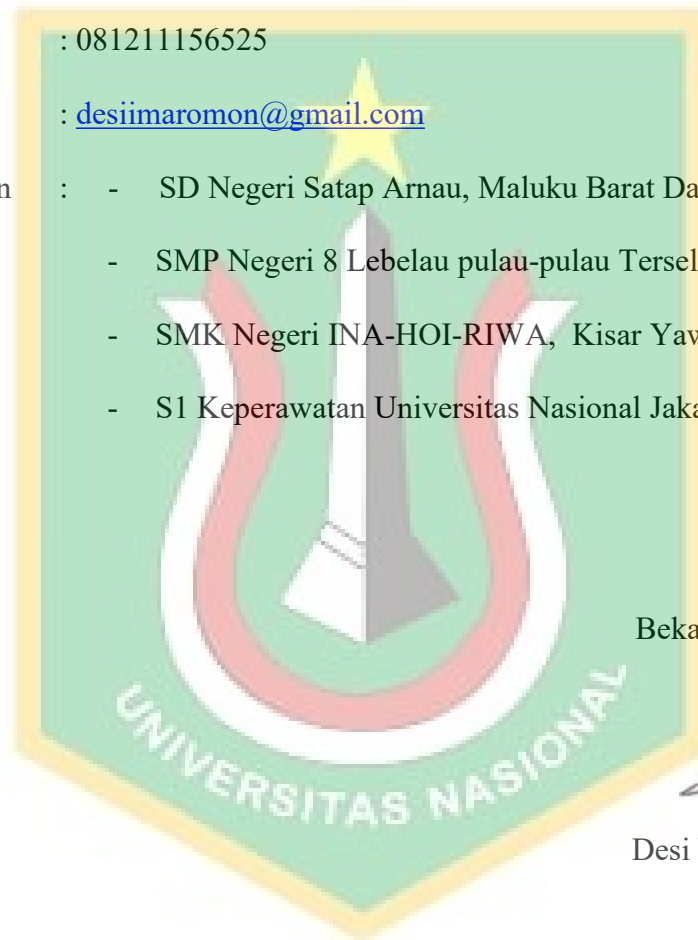 : 081211156525
: desiimaromon@gmail.com
n : - SD Negeri Satap Arnau, Maluku Barat Da
- SMP Negeri 8 Lebelau pulau-pulau Tersel
- SMK Negeri INA-HOI-RIWA, Kisar Yaw
- S1 Keperawatan Universitas Nasional Jaka
Beka
UNIVERSITAS NASIONAL
Desi